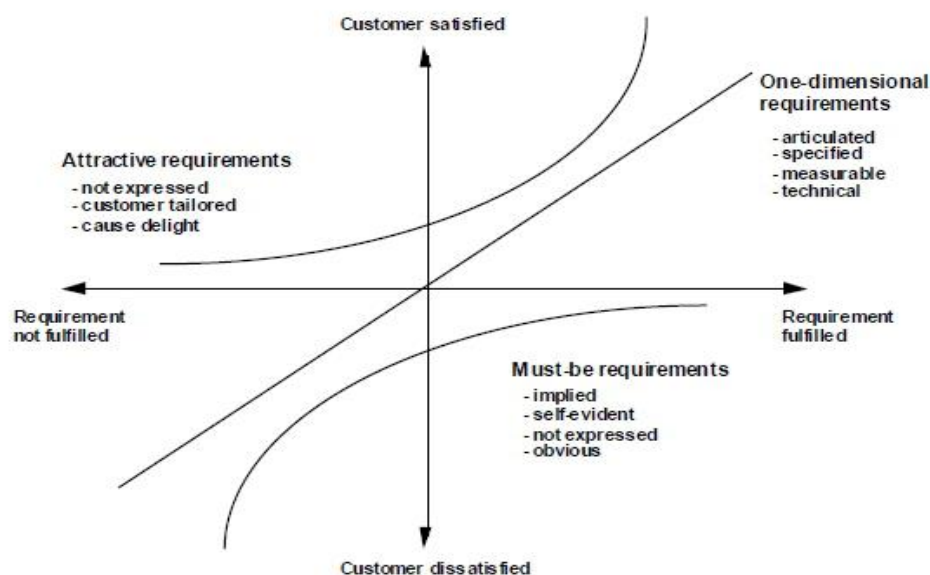 Customer satisfied
One-dimensional
requirements
- articulated
- specified
- measurable
- technical
Attractive requirements
- not expressed
- customer tailored
- cause delight
Requirement
not fulfilled
Requirement
fulfilled
Must-be requirements
- implied
- self-evident
- not expressed
- obvious
Customer dissatisfied